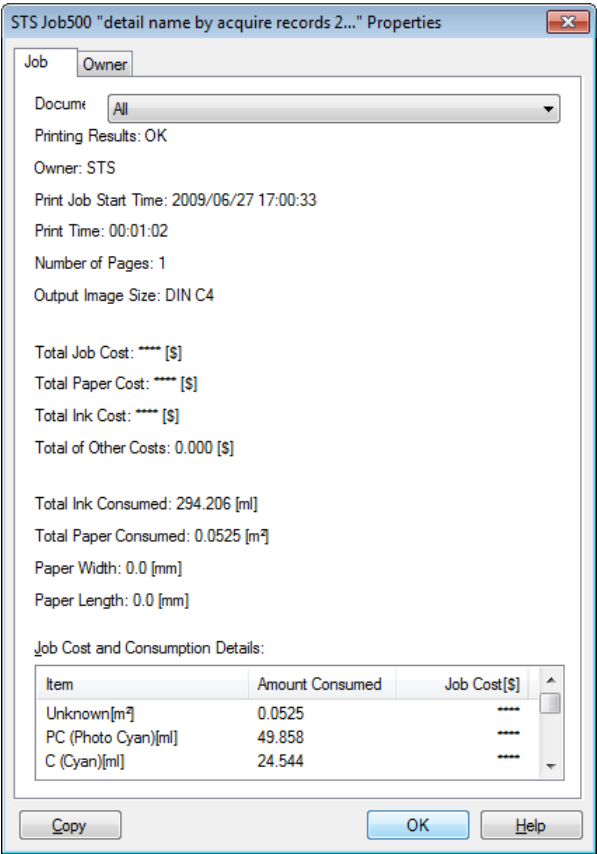 STS Job500 "detail name by acquire records 2..." Properties
Job Owner
Docume All
Printing Results: OK
Owner: STS
Print Job Start Time: 2009/06/27 17:00:33
Print Time: 00:01:02
Number of Pages: 1
Output Image Size: DIN C4
Total Job Cost: **** [$]
Total Paper Cost: **** [$]
Total Ink Cost: **** [$]
Total of Other Costs: 0.000 [$]
Total Ink Consumed: 294.206 [ml]
Total Paper Consumed: 0.0525 [m²]
Paper Width: 0.0 [mm]
Paper Length: 0.0 [mm]
Job Cost and Consumption Details:
Item Amount Consumed Job Cost[$]
Unknown[m²] 0.0525 ****
PC (Photo Cyan)[ml] 49.858 ****
C (Cyan)[ml] 24.544 ****
Copy OK Help